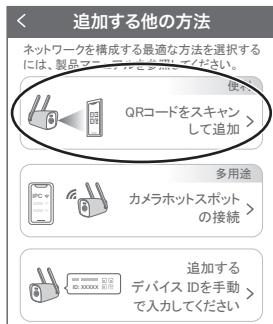 追加する他の方法
ネットワークを構成する最適な方法を選択する
には、製品マニュアルを参照してください。
便利
QRコードをスキャン
して追加
多用途
IPC
カメラホットスポット
の接続
追加する
ID: XXXXX
デバイス IDを手動
で入力してください